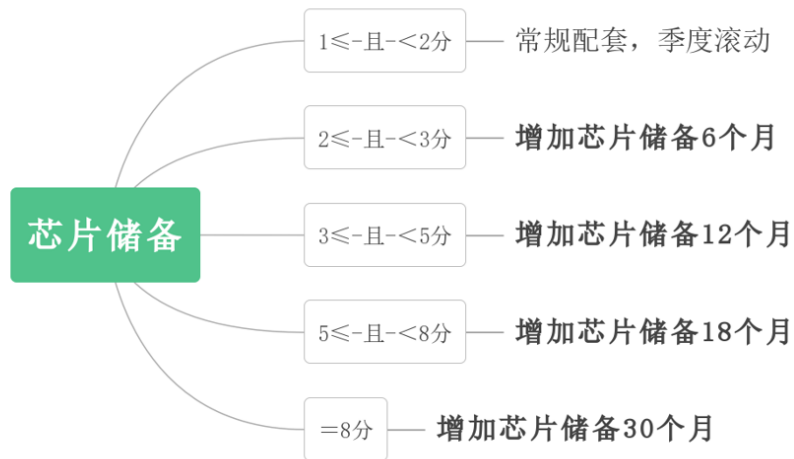 芯片储备
1≤-且-<2分
常规配套，季度滚动
2≤-且-<3分
增加芯片储备6个月
3≤-且-<5分
增加芯片储备12个月
5≤-且-<8分
增加芯片储备18个月
=8分
增加芯片储备30个月